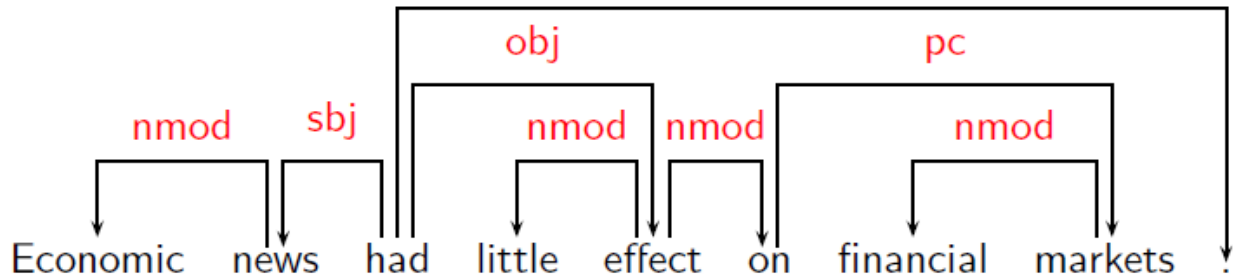 obj pc
nmod sbj nmod nmod nmod
Economic news had little effect on financial markets .